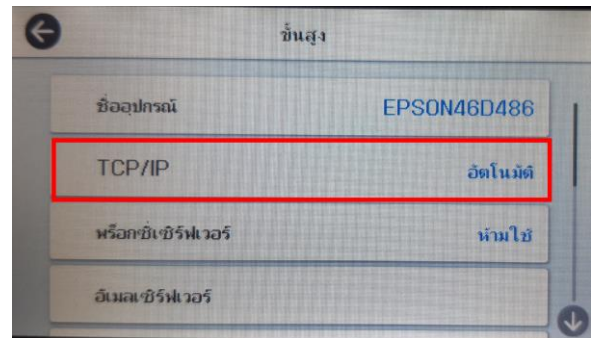 ขั้นสูง
ชื่ออุปกรณ์ EPSON46D486
TCP/IP อัตโนมัติ
พร็อกซี่เซิร์ฟเวอร์ ห้ามใช้
อีเมลเซิร์ฟเวอร์